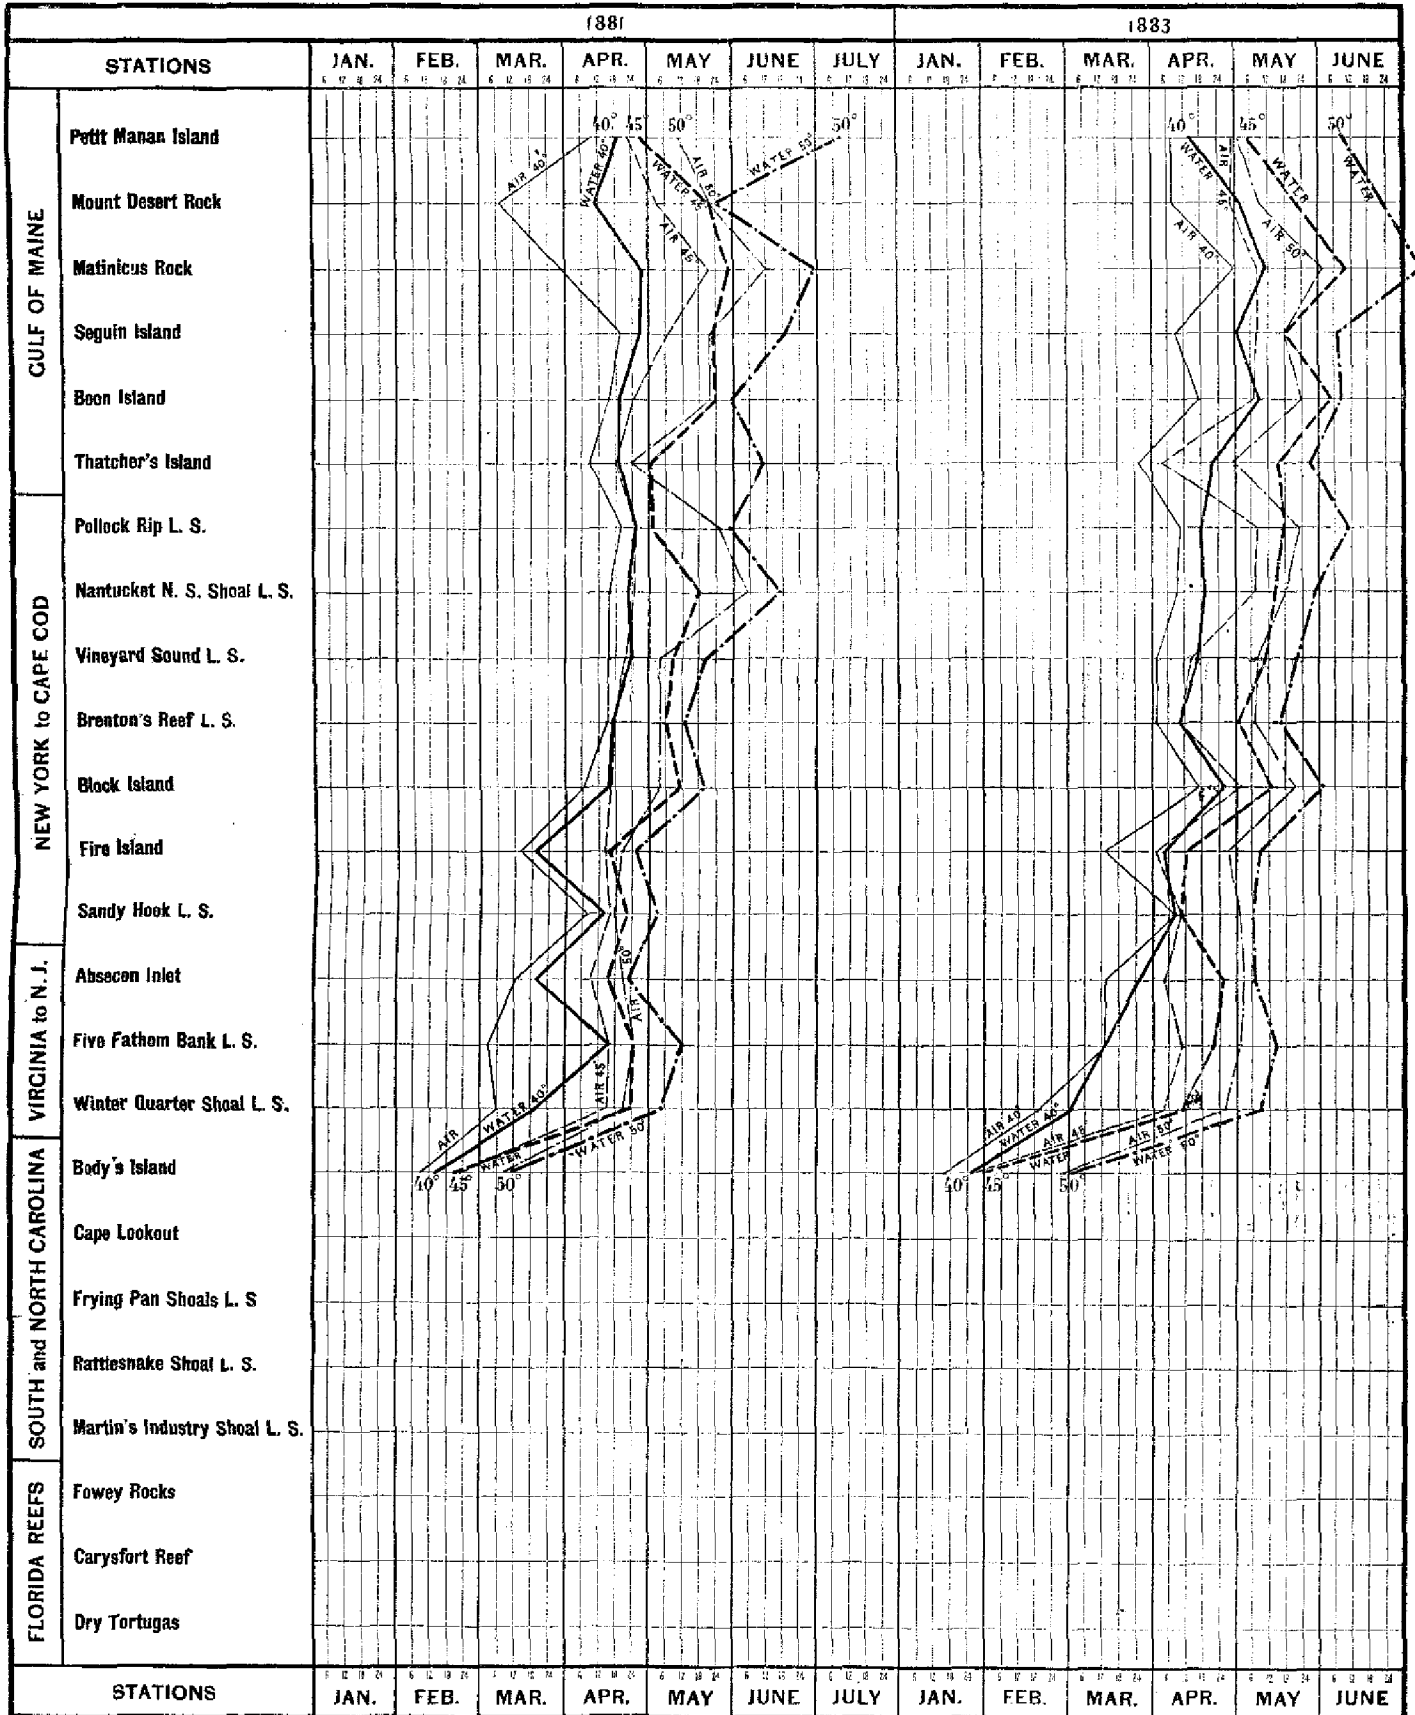 1881 1883
STATIONS JAN. FEB. MAR. APR. MAY JUNE JULY JAN. FEB. MAR. APR. MAY JUNE
GULF OF MAINE
Petit Manan Island
Mount Desert Rock
Matinicus Rock
Seguin Island
Boon Island
Thatcher's Island
NEW YORK to CAPE COD
Pollock Rip L. S.
Nantucket N. S. Shoal L. S.
Vineyard Sound L. S.
Brenton's Reef L. S.
Block Island
Fire Island
Sandy Hook L. S.
VIRGINIA to N. J.
Absecon Inlet
Five Fathom Bank L. S.
Winter Quarter Shoal L. S.
SOUTH and NORTH CAROLINA
Body's Island
Cape Lookout
Frying Pan Shoals L. S
Rattlesnake Shoal L. S.
Martin's Industry Shoal L. S.
FLORIDA REEFS
Fowey Rocks
Carysfort Reef
Dry Tortugas
40° 45° 50° 50°
AIR 40°
WATER 40°
WATER 45°
AIR 50°
WATER 50°
AIR 45°
AIR 50°
AIR 45°
AIR
WATER 40°
WATER
WATER 50°
40° 45° 50°
40° 45° 50°
WATER
AIR
WATER
WATER
AIR 40°
AIR 50°
AIR 40°
WATER 40°
AIR 45
WATER
AIR 50°
WATER 50°
40° 45° 50°
STATIONS JAN. FEB. MAR. APR. MAY JUNE JULY JAN. FEB. MAR. APR. MAY JUNE